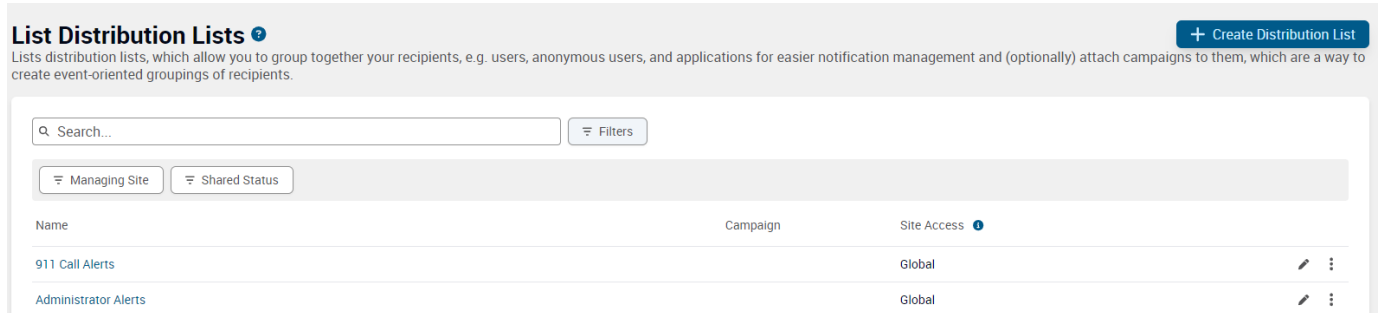 List Distribution Lists ?
+ Create Distribution List
Lists distribution lists, which allow you to group together your recipients, e.g. users, anonymous users, and applications for easier notification management and (optionally) attach campaigns to them, which are a way to
create event-oriented groupings of recipients.
Search...
Filters
Managing Site
Shared Status
Name Campaign Site Access i
911 Call Alerts Global
Administrator Alerts Global